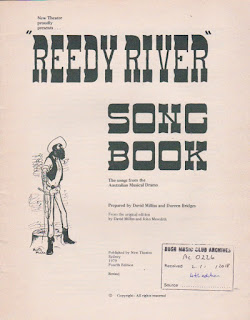 New Theatre
proudly
presents
"REEDY RIVER"
SONG
BOOK
The songs from the
Australian Musical Drama
Prepared by David Milliss and Everett Bridges
From the original edition
by David Milliss and
Published by New Theatre
Sydney
Fourth Edition
© Copyright: All rights reserved
BUSH MUSIC CLUB ARCHIVES
Received
Source